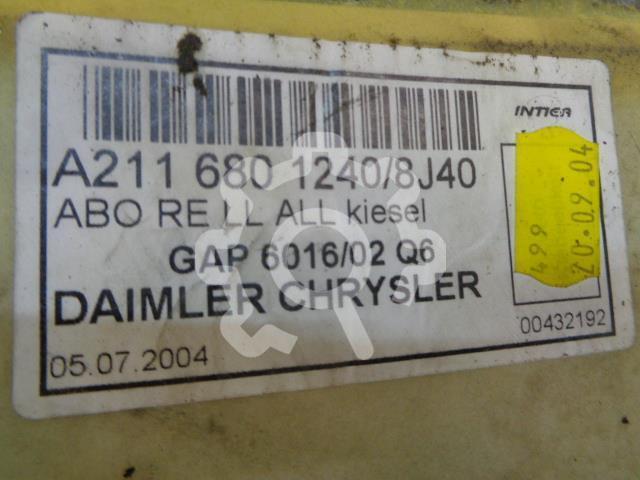 INTIER
A211 680 1240/8J40
ABO RE LL ALL kiesel
GAP 6016/02 Q6
DAIMLER CHRYSLER
05.07.2004
00432192
499
20.09.04